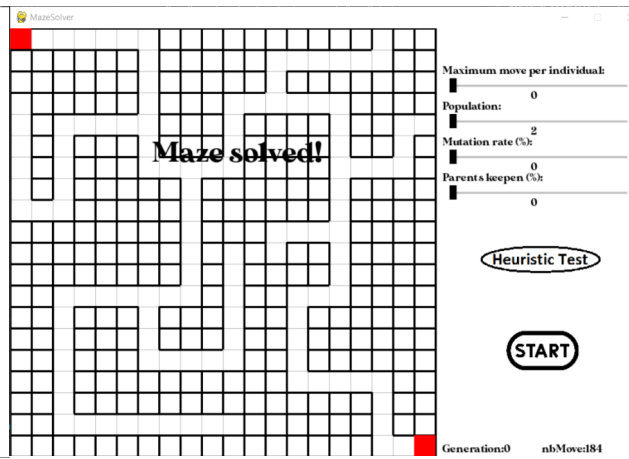 MazeSolver
Maximum move per individual:
0
Population:
2
Maze solved!
Mutation rate (%):
0
Parents keepen (%):
0
Heuristic Test
START
Generation:0 nbMove:184